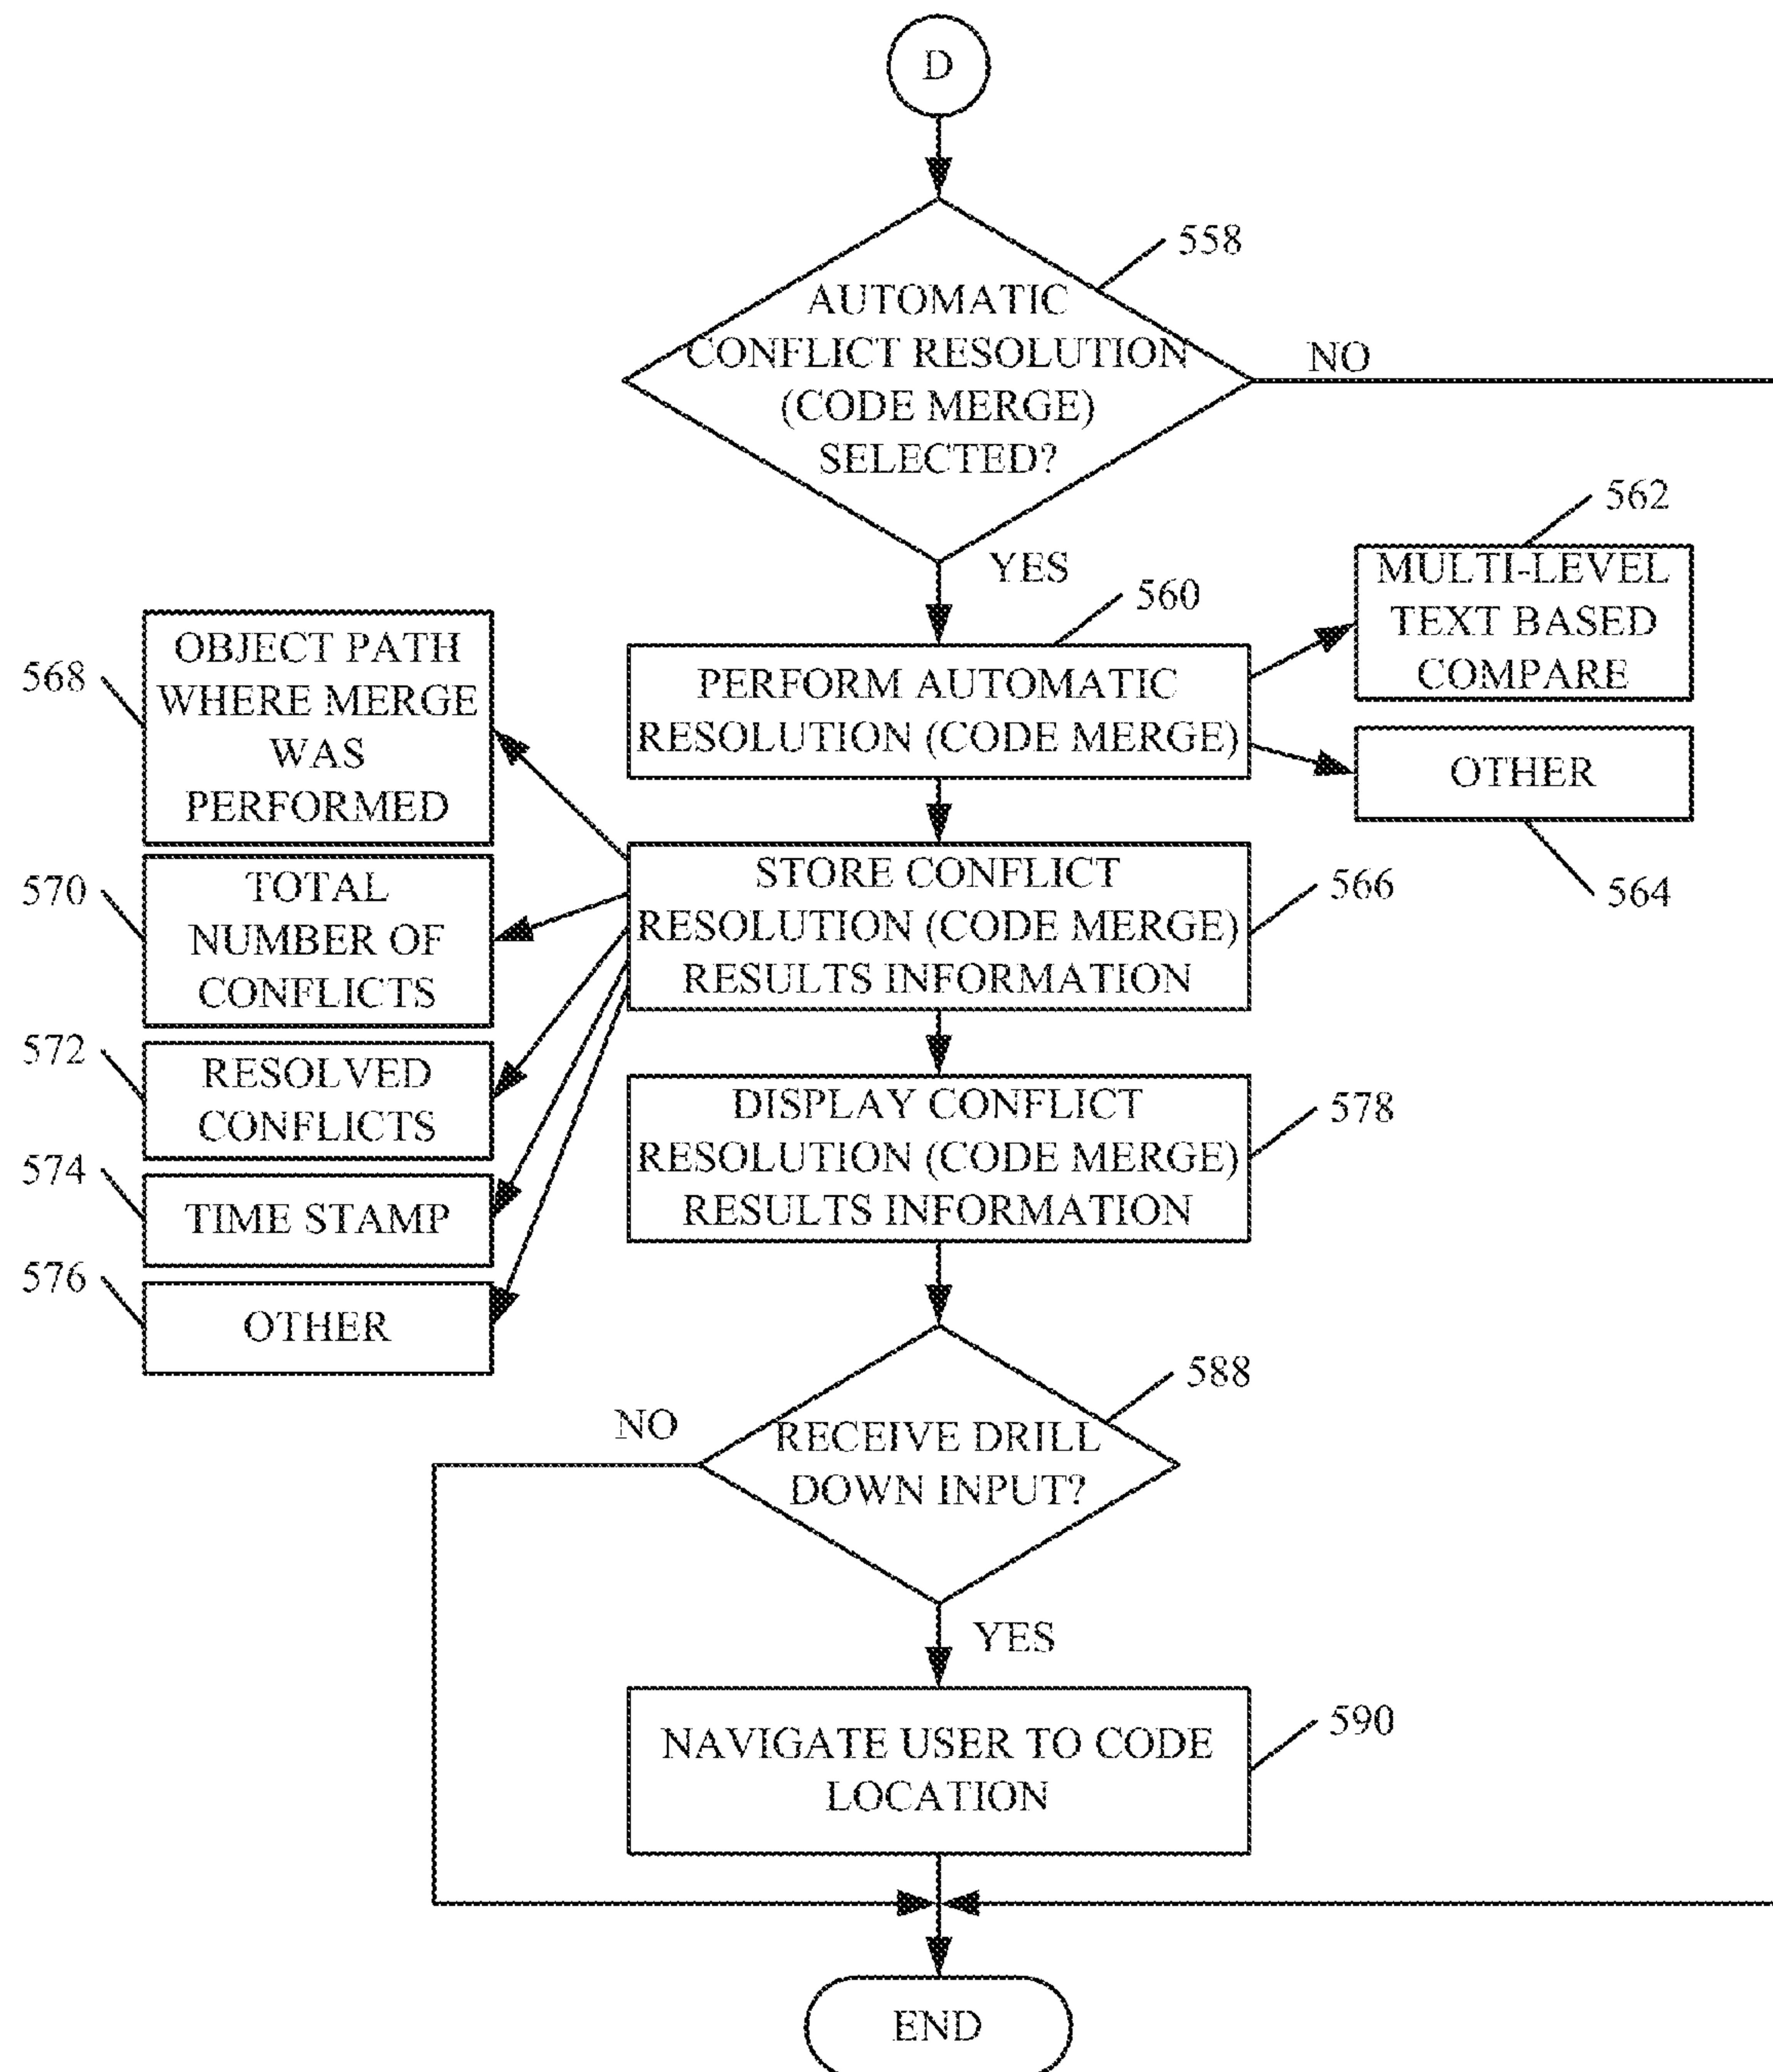 D
558
AUTOMATIC
CONFLICT RESOLUTION
(CODE MERGE)
SELECTED?
NO
YES
562
MULTI-LEVEL
TEXT BASED
COMPARE
560
PERFORM AUTOMATIC
RESOLUTION (CODE MERGE)
OTHER
564
568
OBJECT PATH
WHERE MERGE
WAS
PERFORMED
STORE CONFLICT
RESOLUTION (CODE MERGE)
RESULTS INFORMATION
566
570
TOTAL
NUMBER OF
CONFLICTS
572
RESOLVED
CONFLICTS
574
TIME STAMP
576
OTHER
DISPLAY CONFLICT
RESOLUTION (CODE MERGE)
RESULTS INFORMATION
578
588
NO
RECEIVE DRILL
DOWN INPUT?
YES
590
NAVIGATE USER TO CODE
LOCATION
END